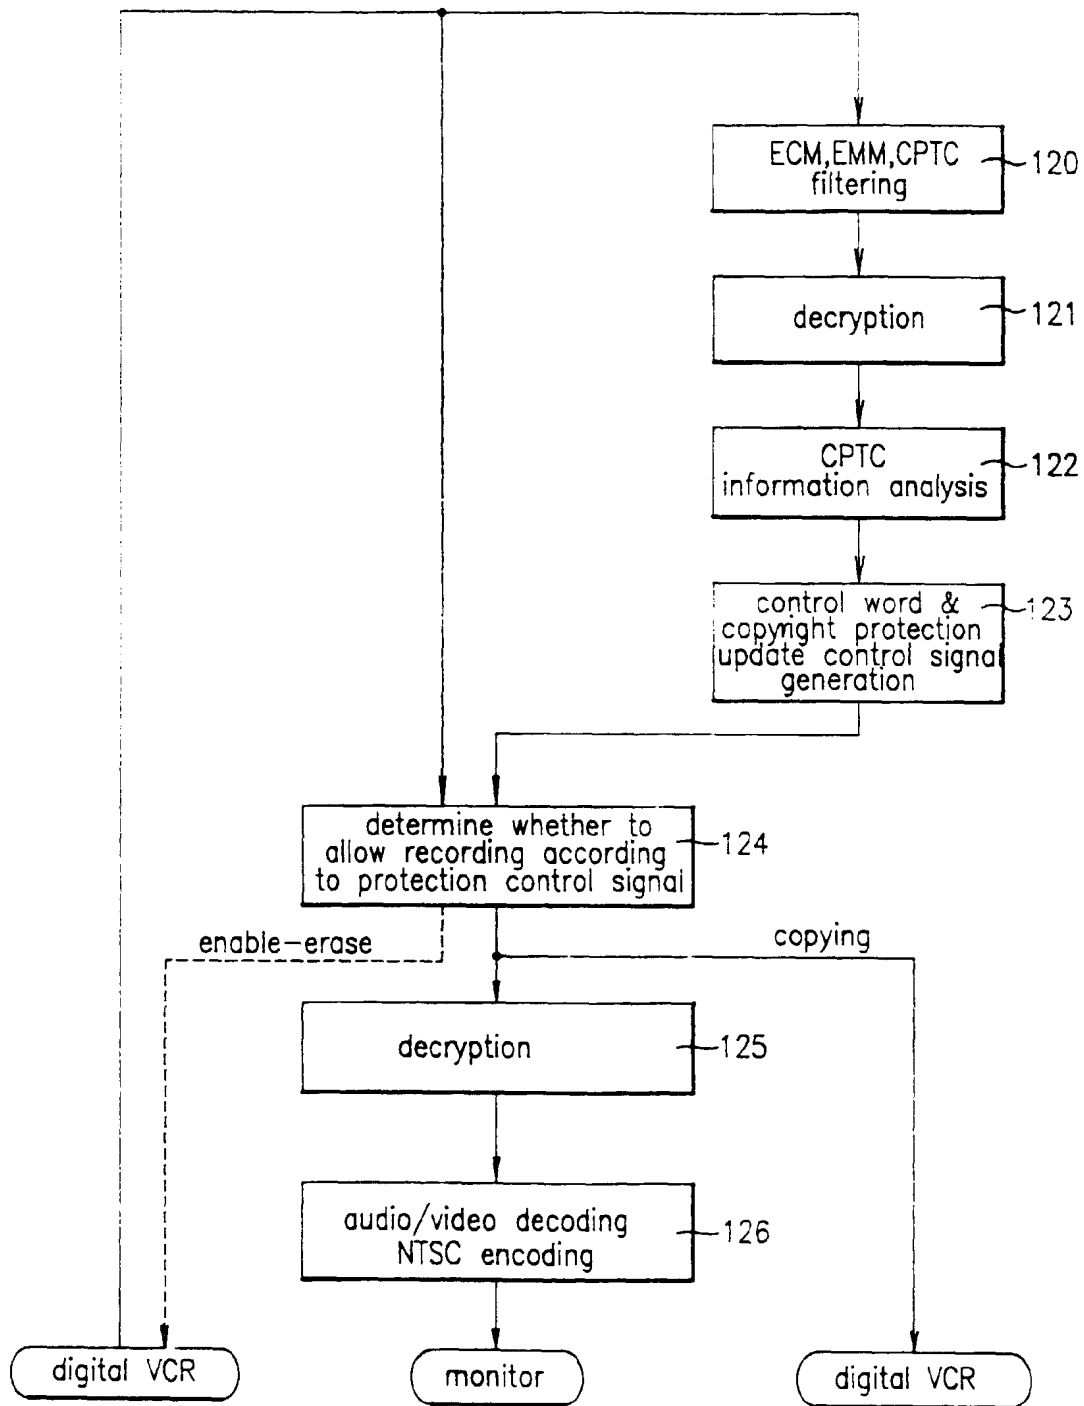 ECM,EMM,CPTC
filtering
120
decryption
121
CPTC
information analysis
122
control word &
copyright protection
update control signal
generation
123
determine whether to
allow recording according
to protection control signal
124
enable-erase
copying
decryption
125
audio/video decoding
NTSC encoding
126
digital VCR
monitor
digital VCR